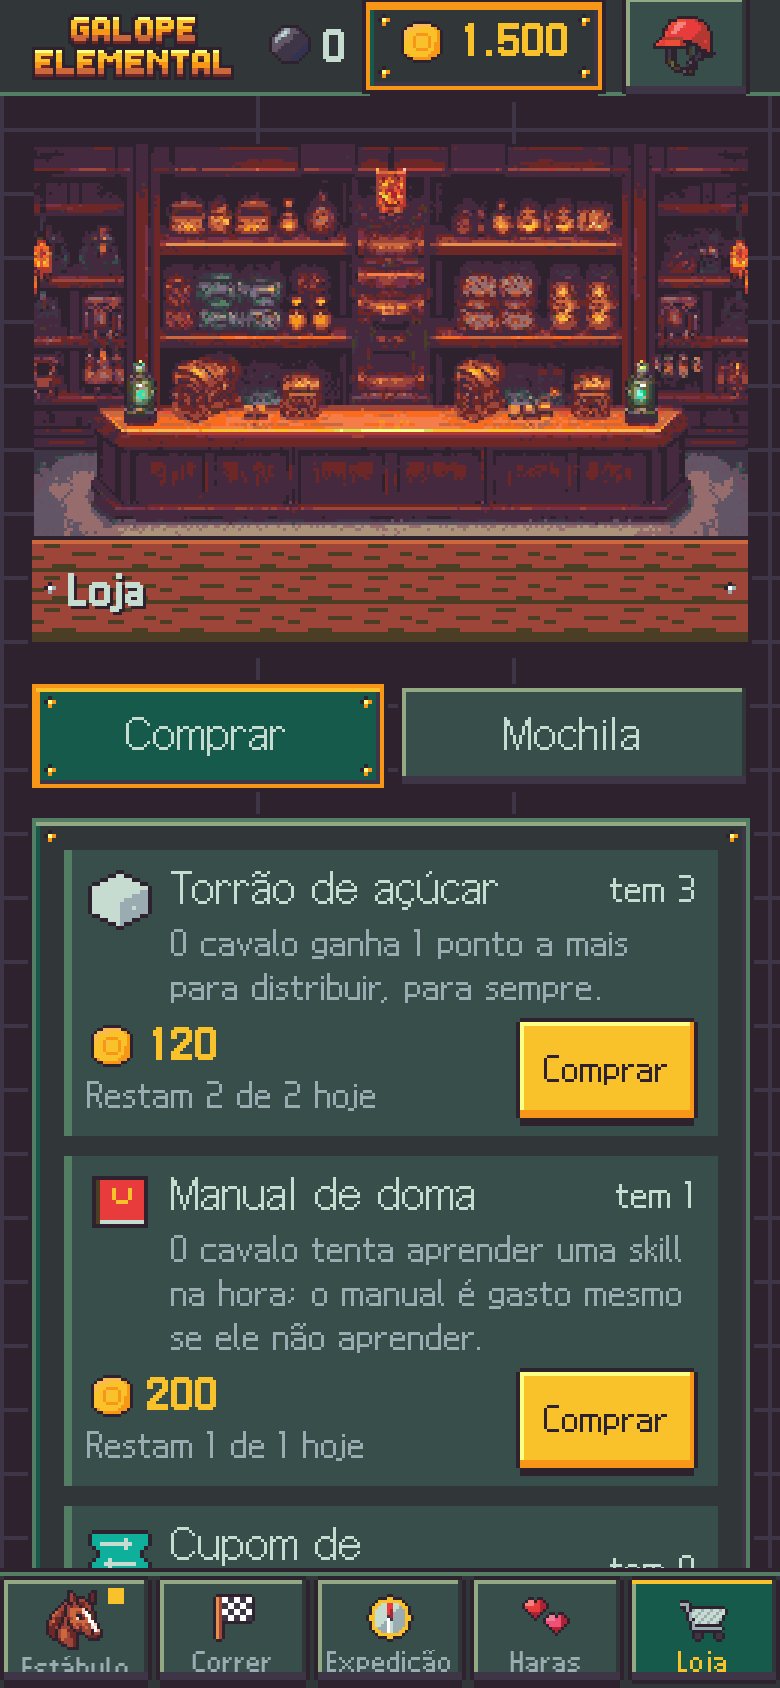 GALOPE
ELEMENTAL
0
1.500
Loja
Comprar
Mochila
Torrão de açúcar
tem 3
O cavalo ganha 1 ponto a mais
para distribuir, para sempre.
120
Restam 2 de 2 hoje
Comprar
Manual de doma
tem 1
O cavalo tenta aprender uma skill
na hora; o manual é gasto mesmo
se ele não aprender.
200
Restam 1 de 1 hoje
Comprar
Cupom de
tem 0
Estábulo
Correr
Expedição
Haras
Loja